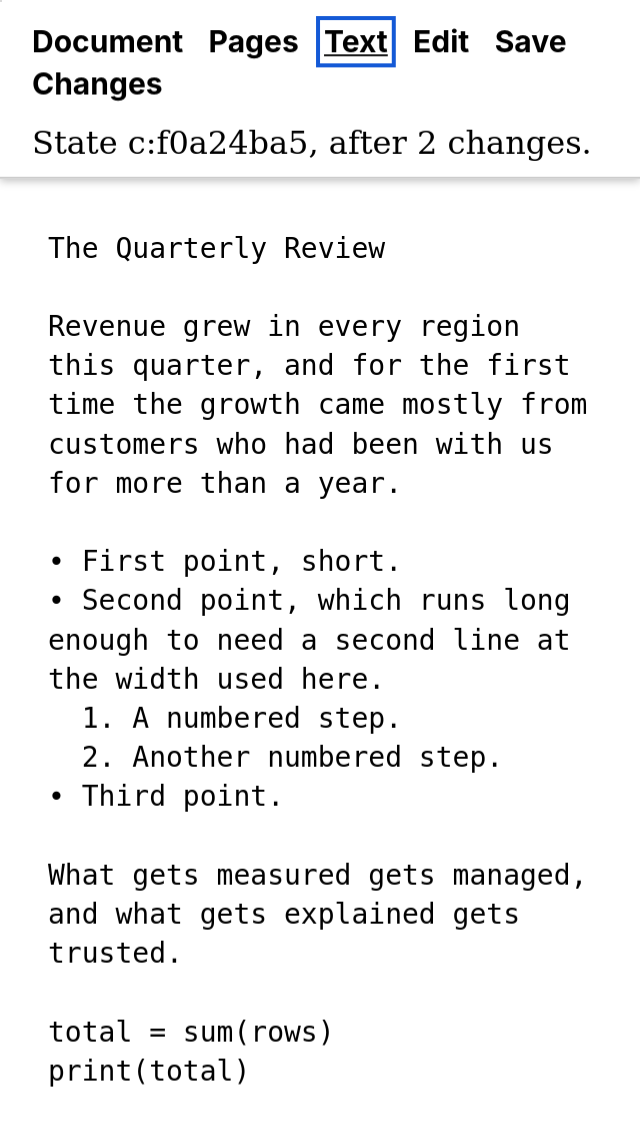 Document Pages Text Edit Save
Changes
State c:f0a24ba5, after 2 changes.
The Quarterly Review
Revenue grew in every region
this quarter, and for the first
time the growth came mostly from
customers who had been with us
for more than a year.
• First point, short.
• Second point, which runs long
enough to need a second line at
the width used here.
1. A numbered step.
2. Another numbered step.
• Third point.
What gets measured gets managed,
and what gets explained gets
trusted.
total = sum(rows)
print(total)